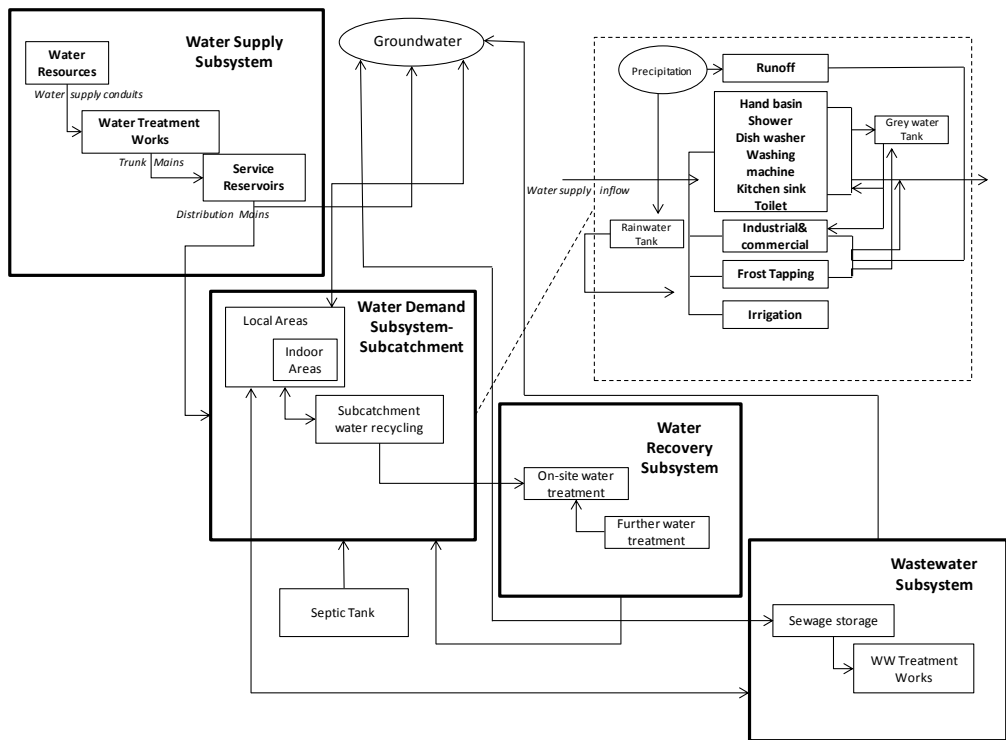 Water Supply
Subsystem
Water
Resources
Water supply conduits
Water Treatment
Works
Trunk Mains
Service
Reservoirs
Distribution Mains
Groundwater
Precipitation
Runoff
Hand basin
Shower
Dish washer
Washing
machine
Kitchen sink
Toilet
Grey water
Tank
Water supply inflow
Rainwater
Tank
Industrial&
commercial
Frost Tapping
Irrigation
Water Demand
Subsystem-
Subcatchment
Local Areas
Indoor
Areas
Subcatchment
water recycling
Water
Recovery
Subsystem
On-site water
treatment
Further water
treatment
Septic Tank
Wastewater
Subsystem
Sewage storage
WW Treatment
Works